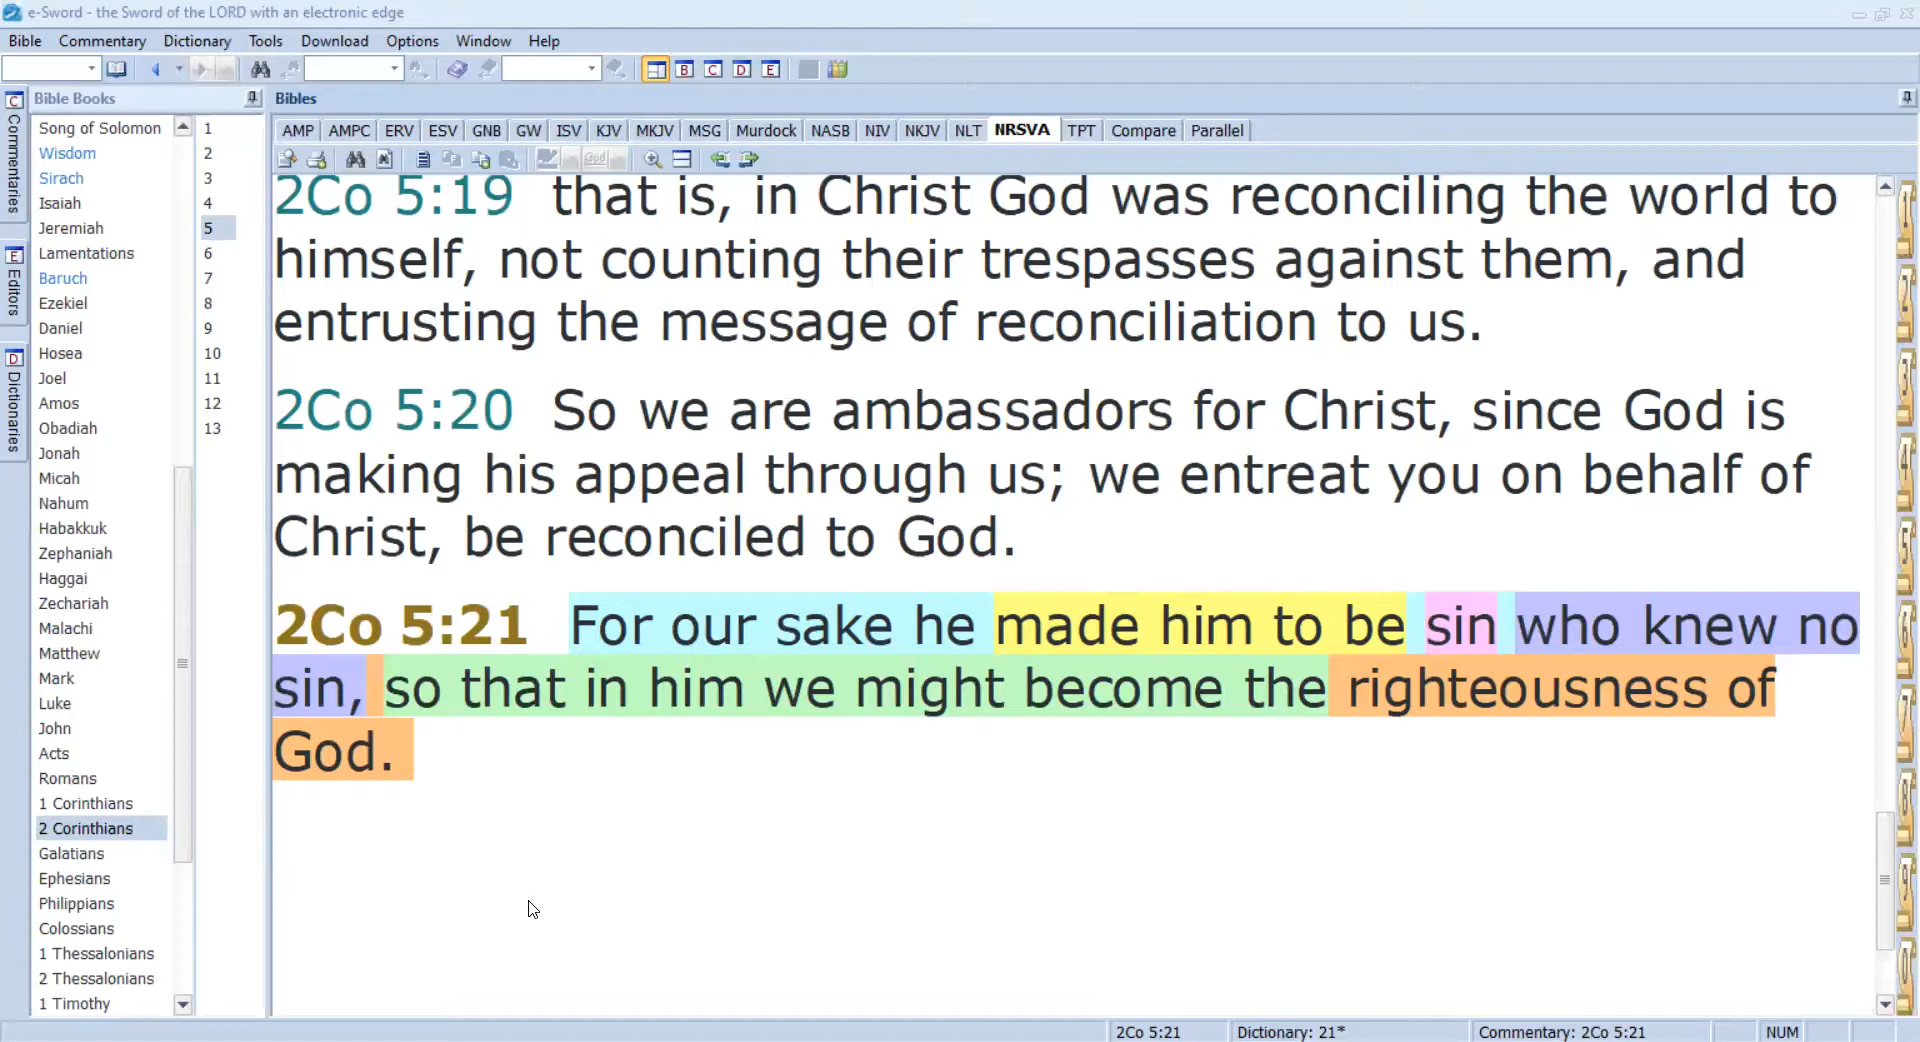 e-Sword - the Sword of the LORD with an electronic edge
Bible Commentary Dictionary Tools Download Options Window Help
B C D E
C Commentaries
E Editors
D Dictionaries
Bible Books
Song of Solomon
Wisdom
Sirach
Isaiah
Jeremiah
Lamentations
Baruch
Ezekiel
Daniel
Hosea
Joel
Amos
Obadiah
Jonah
Micah
Nahum
Habakkuk
Zephaniah
Haggai
Zechariah
Malachi
Matthew
Mark
Luke
John
Acts
Romans
1 Corinthians
2 Corinthians
Galatians
Ephesians
Philippians
Colossians
1 Thessalonians
2 Thessalonians
1 Timothy
1
2
3
4
5
6
7
8
9
10
11
12
13
Bibles
AMP AMPC ERV ESV GNB GW ISV KJV MKJV MSG Murdock NASB NIV NKJV NLT NRSVA TPT Compare Parallel
God
2Co 5:19 that is, in Christ God was reconciling the world to
himself, not counting their trespasses against them, and
entrusting the message of reconciliation to us.
2Co 5:20 So we are ambassadors for Christ, since God is
making his appeal through us; we entreat you on behalf of
Christ, be reconciled to God.
2Co 5:21 For our sake he made him to be sin who knew no
sin, so that in him we might become the righteousness of
God.
2Co 5:21 Dictionary: 21* Commentary: 2Co 5:21 NUM